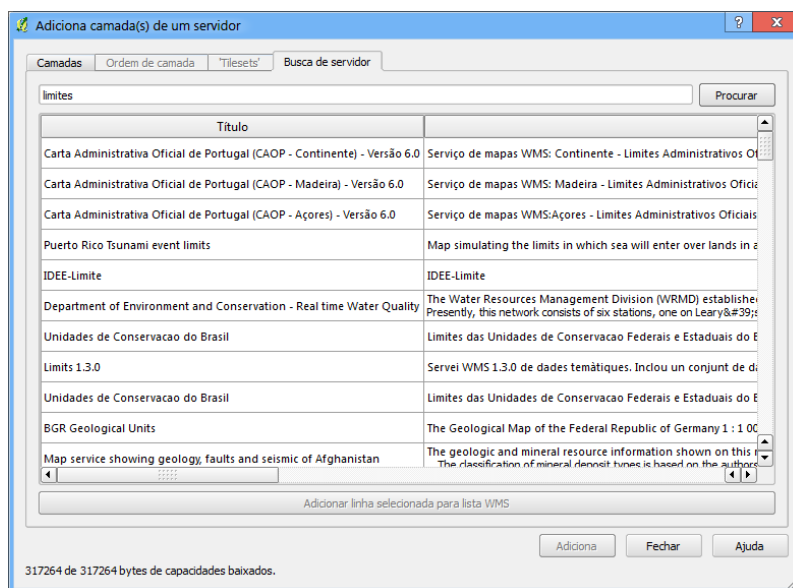 Adiciona camada(s) de um servidor
Camadas Ordem de camada 'Tilesets' Busca de servidor
limites Procurar
Título
Carta Administrativa Oficial de Portugal (CAOP - Continente) - Versão 6.0 Serviço de mapas WMS: Continente - Limites Administrativos
Carta Administrativa Oficial de Portugal (CAOP - Madeira) - Versão 6.0 Serviço de mapas WMS: Madeira - Limites Administrativos Oficia
Carta Administrativa Oficial de Portugal (CAOP - Açores) - Versão 6.0 Serviço de mapas WMS:Açores - Limites Administrativos Oficiais
Puerto Rico Tsunami event limits Map simulating the limits in which sea will enter over lands in a
IDEE-Limite IDEE-Limite
Department of Environment and Conservation - Real time Water Quality The Water Resources Management Division (WRMD) established
Presently, this network consists of six stations, one on Leary&#39;s
Unidades de Conservacao do Brasil Limites das Unidades de Conservacao Federais e Estaduais do
Limits 1.3.0 Servei WMS 1.3.0 de dades temàtiques. Inclou un conjunt de
Unidades de Conservacao do Brasil Limites das Unidades de Conservacao Federais e Estaduais do
BGR Geological Units The Geological Map of the Federal Republic of Germany 1 : 1 00
Map service showing geology, faults and seismic of Afghanistan The geologic and mineral resource information shown on this
The classification of mineral deposit types is based on the authors
Adicionar linha selecionada para lista WMS
Adiciona Fechar Ajuda
317264 de 317264 bytes de capacidades baixados.